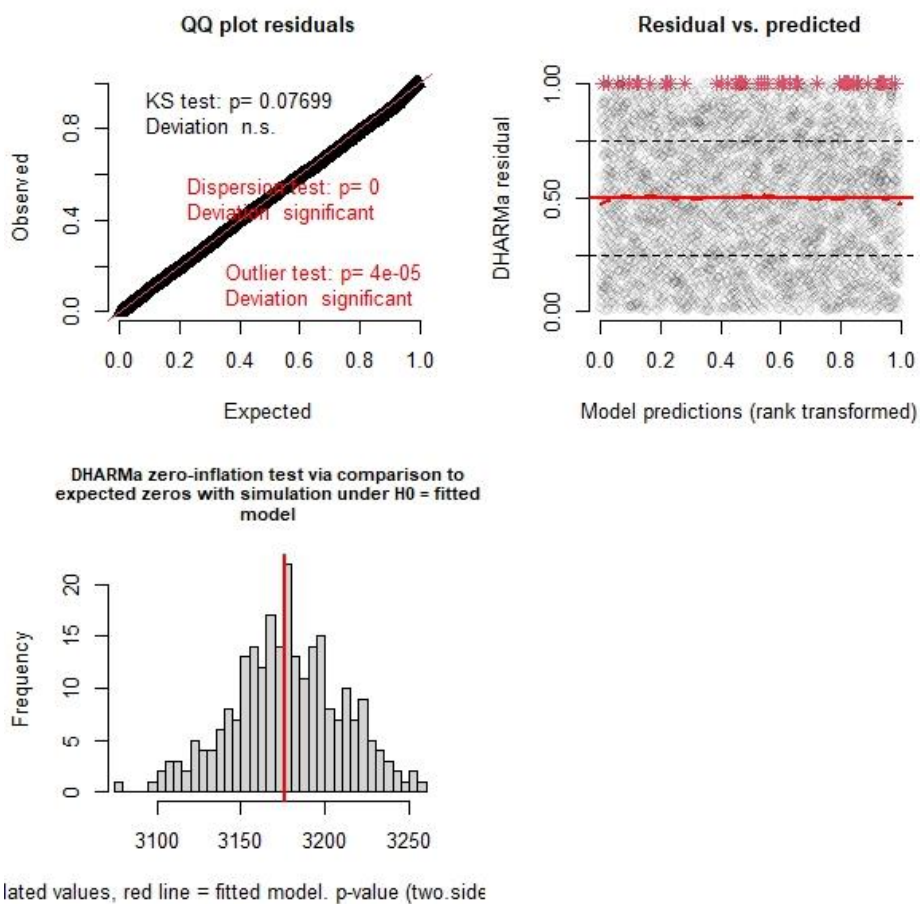 QQ plot residuals
KS test: p= 0.07699
Deviation n.s.
Dispersion test: p= 0
Deviation significant
Outlier test: p= 4e-05
Deviation significant
Observed
0.0
0.4
0.8
0.0 0.2 0.4 0.6 0.8 1.0
Expected
Residual vs. predicted
DHARMa residual
0.00
0.50
1.00
0.0 0.2 0.4 0.6 0.8 1.0
Model predictions (rank transformed)
DHARMa zero-inflation test via comparison to
expected zeros with simulation under H0 = fitted
model
Frequency
0
5
10
15
20
3100 3150 3200 3250
lated values, red line = fitted model. p-value (two.side